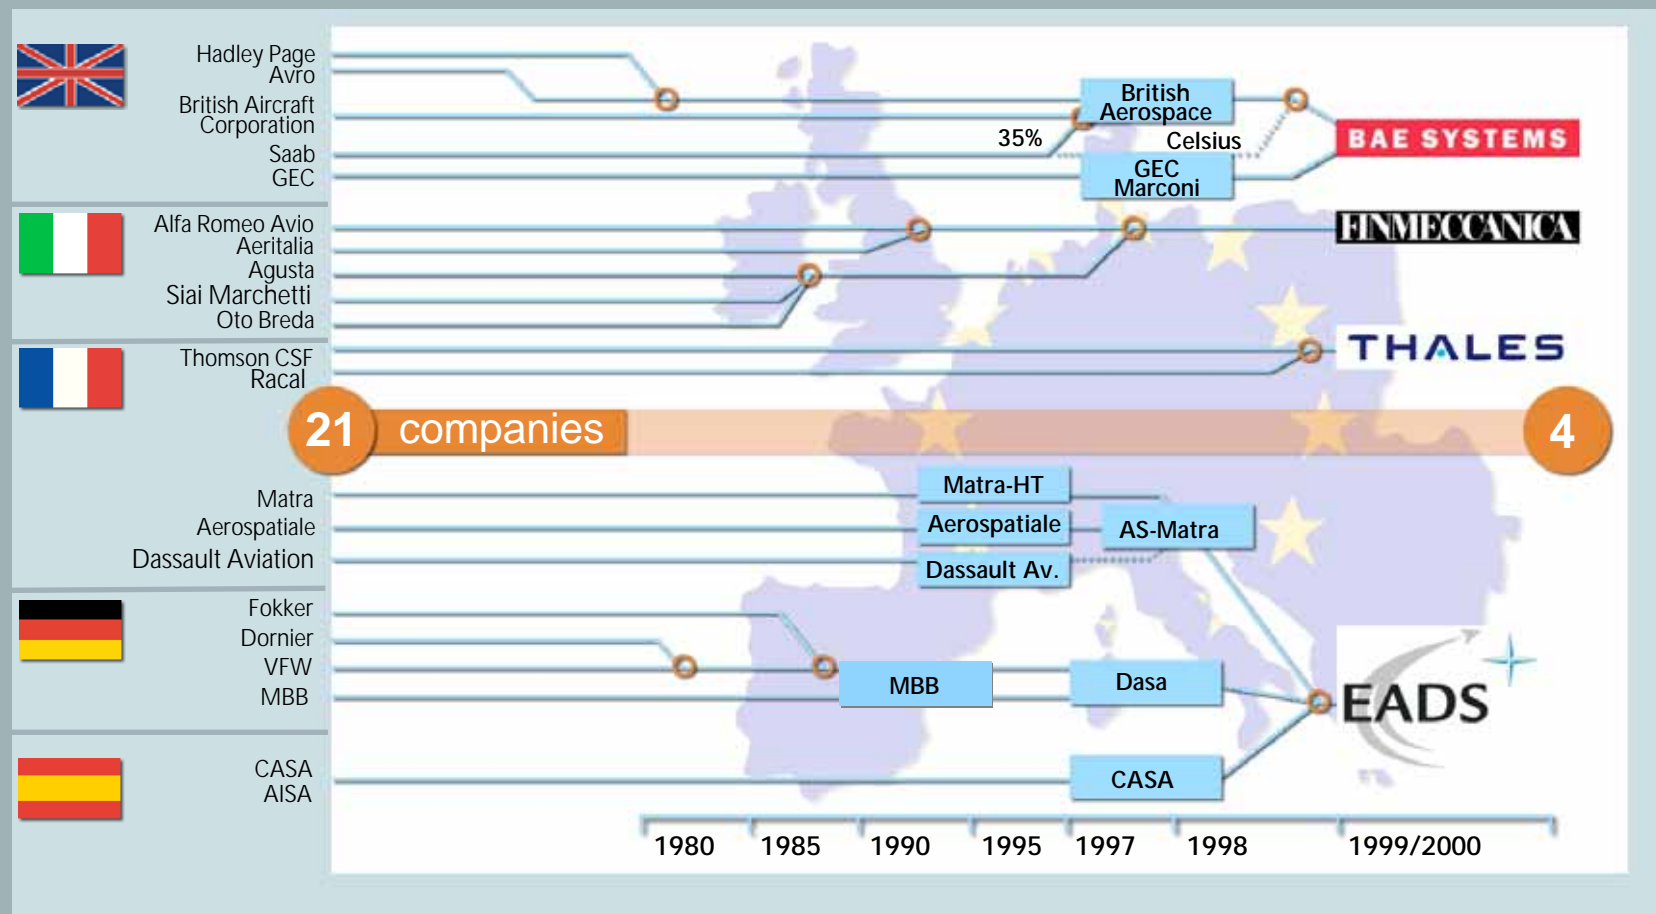 Hadley Page
Avro
British Aircraft
Corporation
Saab
GEC
35%
British
Aerospace
Celsius
GEC
Marconi
BAE SYSTEMS
Alfa Romeo Avio
Aeritalia
Agusta
Siai Marchetti
Oto Breda
FINMECCANICA
Thomson CSF
Racal
THALES
21 companies 4
Matra
Aerospatiale
Dassault Aviation
Matra-HT
Aerospatiale
Dassault Av.
AS-Matra
Fokker
Dornier
VFW
MBB
MBB
Dasa
EADS
CASA
AISA
CASA
1980 1985 1990 1995 1997 1998 1999/2000